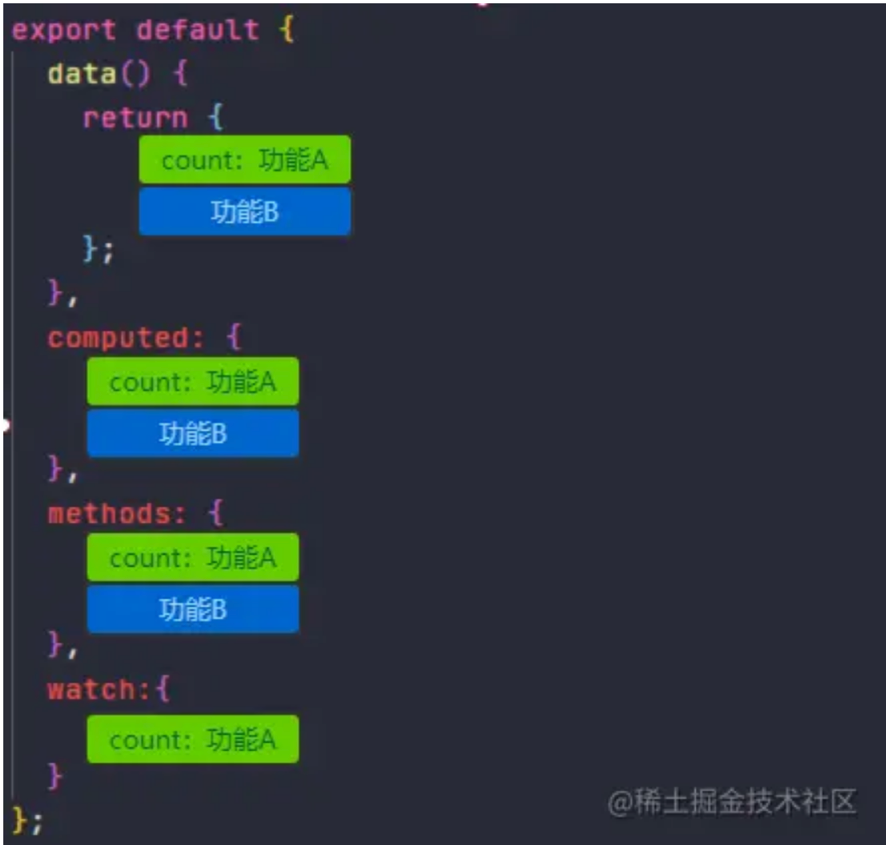 export default {
data() {
return {
count: 功能A
功能B
};
},
computed: {
count: 功能A
功能B
},
methods: {
count: 功能A
功能B
},
watch:{
count: 功能A
}
};
@稀土掘金技术社区